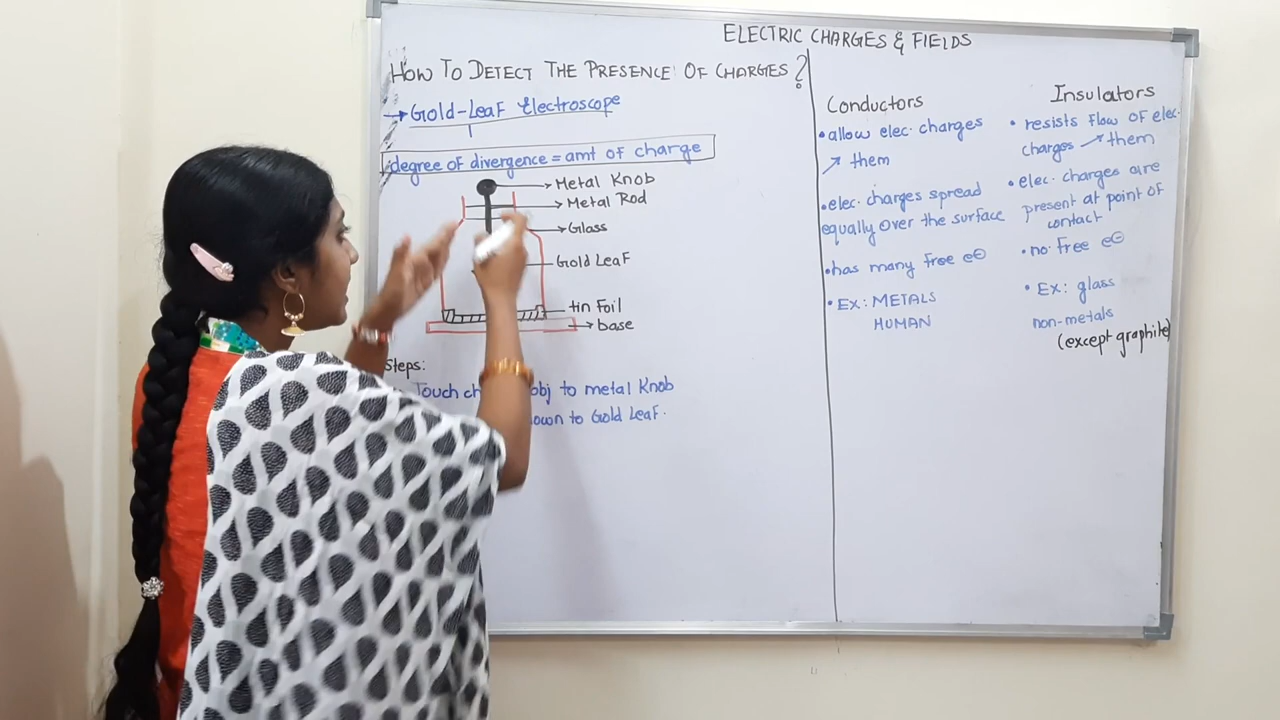 ELECTRIC CHARGES & FIELDS
HOW TO DETECT THE PRESENCE OF CHARGES ?
→ Gold-Leaf Electroscope
degree of divergence = amt of charge
Metal Knob
Metal Rod
Glass
Gold Leaf
tin Foil
base
Steps:
Touch obj to metal Knob
to Gold Leaf.
Conductors
• allow elec. charges
↗ them
• elec. charges spread
equally over the surface
• has many free e⊖
• Ex: METALS
HUMAN
Insulators
• resists flow of elec.
charges ↗ them
• elec. charges are
present at point of
contact
• no free e⊖
• Ex: glass
non-metals
(except graphite)